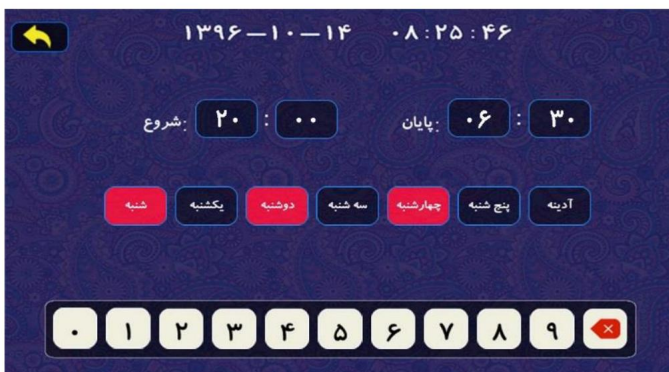 ۱۳۹۶-۱۰-۱۴ ۰۸:۲۵:۴۶
شروع: ۲۰ : ۰۰ پایان: ۰۶ : ۳۰
شنبه یکشنبه دوشنبه سه شنبه چهارشنبه پنج شنبه آدینه
۰ ۱ ۲ ۳ ۴ ۵ ۶ ۷ ۸ ۹